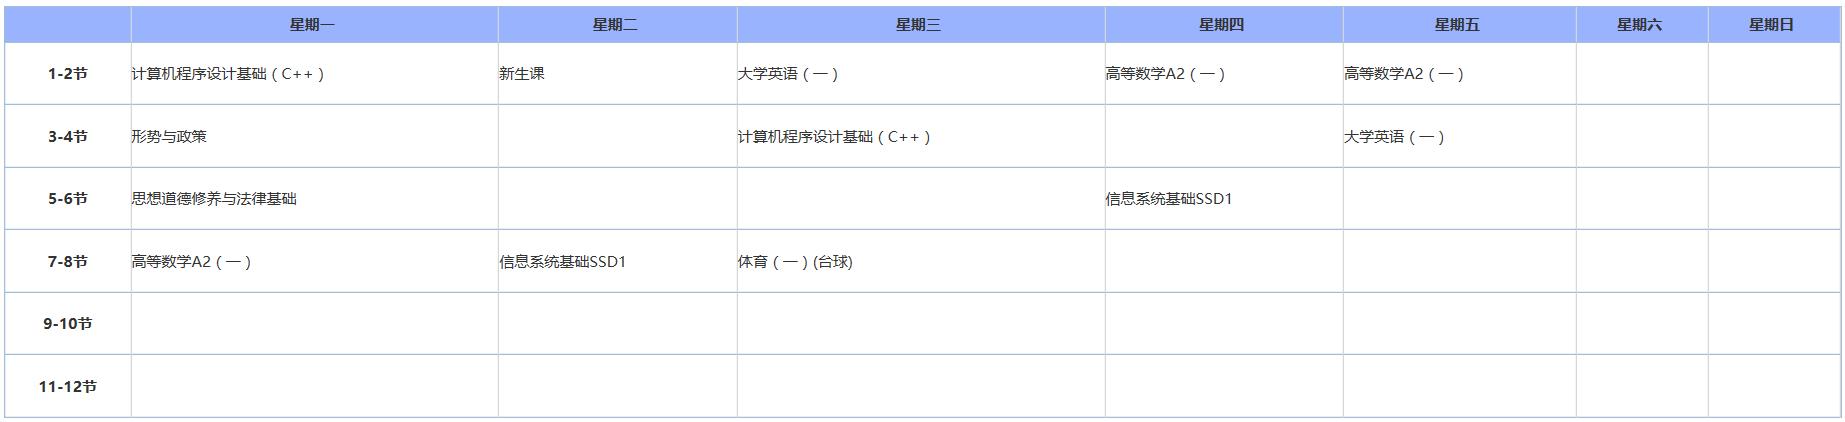 星期一 星期二 星期三 星期四 星期五 星期六 星期日
1-2节 计算机程序设计基础（C++） 新生课 大学英语（一） 高等数学A2（一） 高等数学A2（一）
3-4节 形势与政策 计算机程序设计基础（C++） 大学英语（一）
5-6节 思想道德修养与法律基础 信息系统基础SSD1
7-8节 高等数学A2（一） 信息系统基础SSD1 体育（一）(台球)
9-10节
11-12节